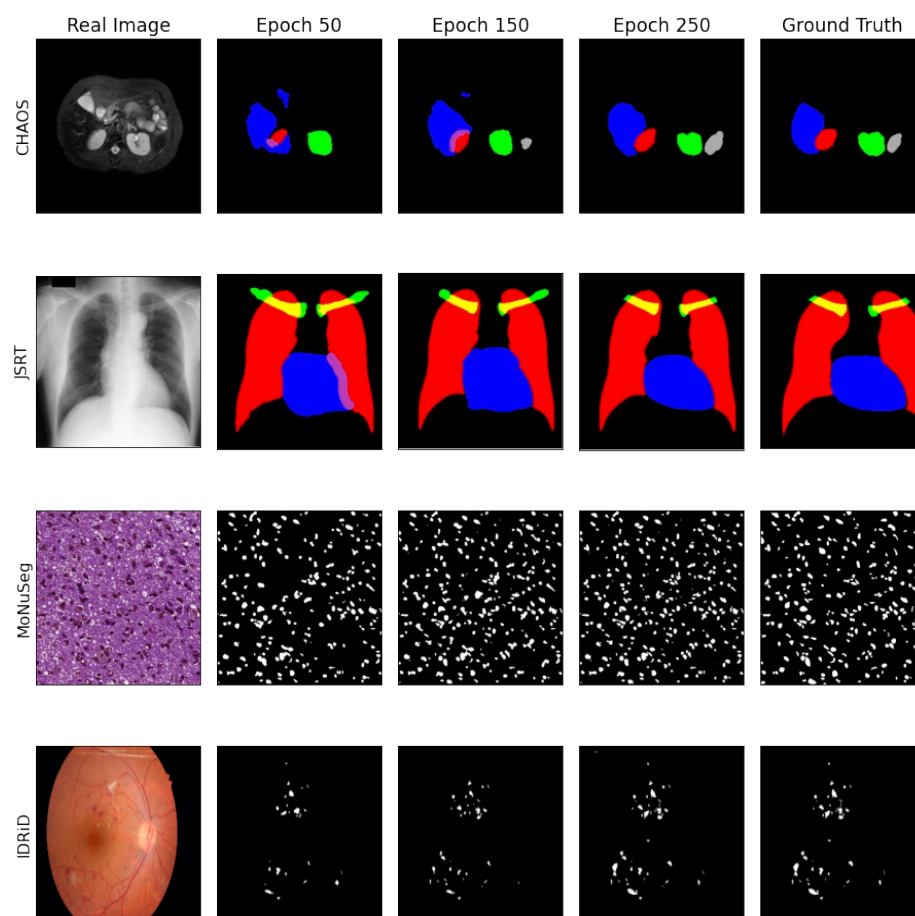 Real Image Epoch 50 Epoch 150 Epoch 250 Ground Truth
CHAOS
JSRT
MoNuSeg
IDRiD